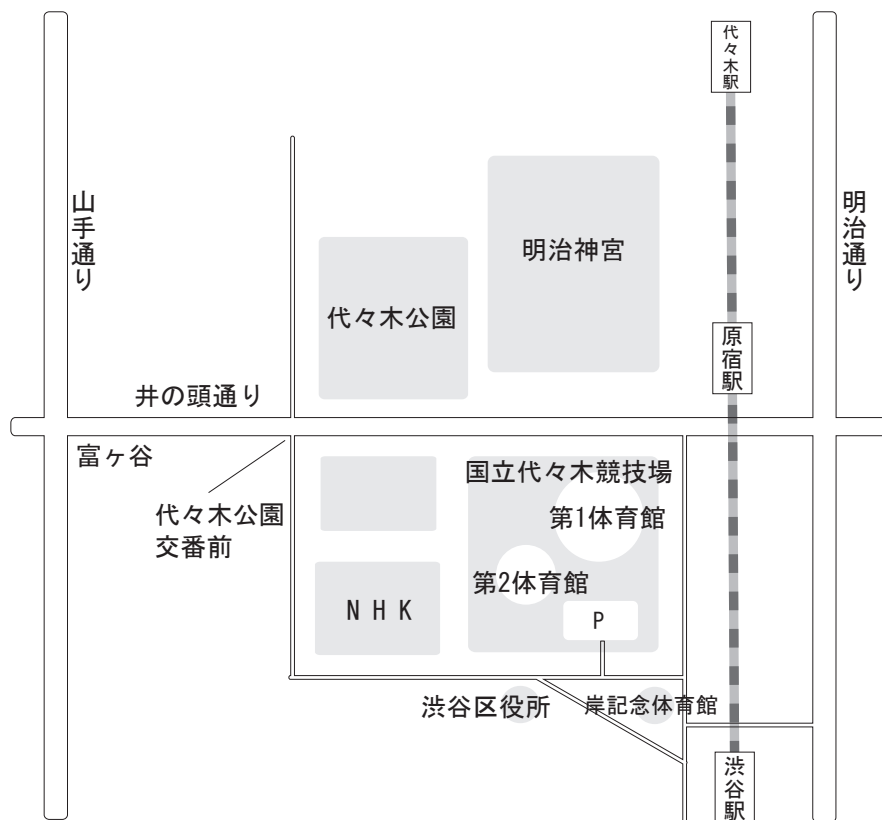 代々木駅
山手通り
明治通り
明治神宮
代々木公園
原宿駅
井の頭通り
富ヶ谷
国立代々木競技場
代々木公園
交番前
第1体育館
第2体育館
NHK
P
渋谷区役所
岸記念体育館
渋谷駅